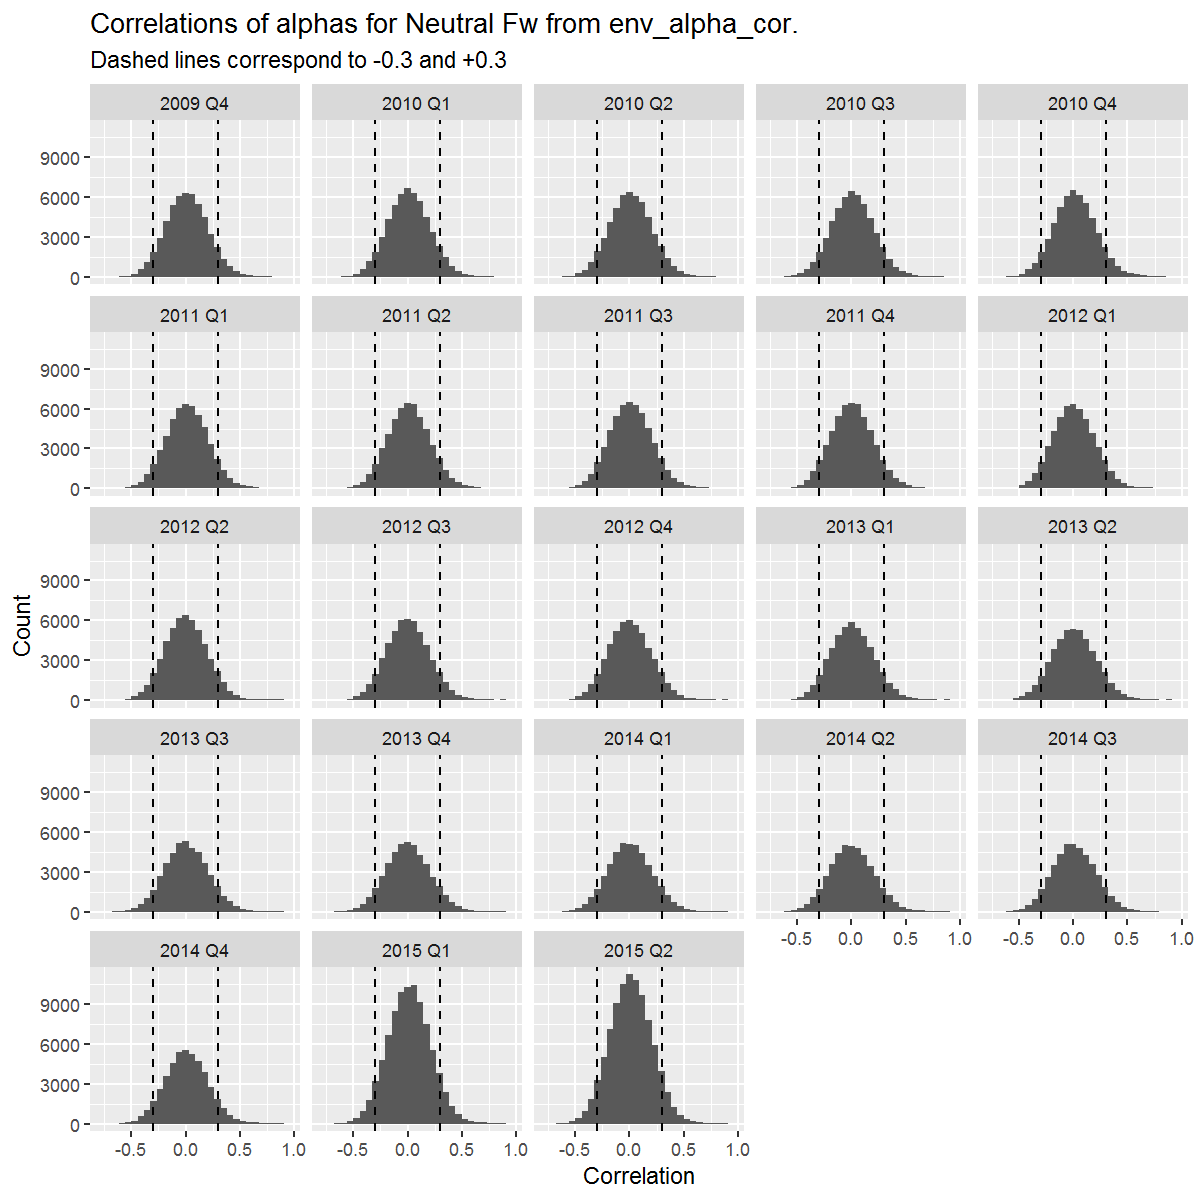 Correlations of alphas for Neutral Fw from env_alpha_cor.
Dashed lines correspond to -0.3 and +0.3
2009 Q4 2010 Q1 2010 Q2 2010 Q3 2010 Q4
9000
6000
3000
0
2011 Q1 2011 Q2 2011 Q3 2011 Q4 2012 Q1
9000
6000
3000
0
2012 Q2 2012 Q3 2012 Q4 2013 Q1 2013 Q2
9000
6000
3000
0
Count
2013 Q3 2013 Q4 2014 Q1 2014 Q2 2014 Q3
9000
6000
3000
0
-0.5 0.0 0.5 1.0 -0.5 0.0 0.5 1.0
2014 Q4 2015 Q1 2015 Q2
9000
6000
3000
0
-0.5 0.0 0.5 1.0 -0.5 0.0 0.5 1.0 -0.5 0.0 0.5 1.0
Correlation